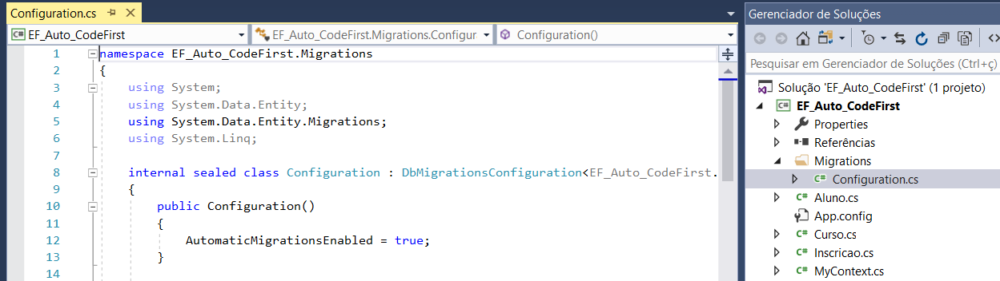 Configuration.cs
EF_Auto_CodeFirst
EF_Auto_CodeFirst.Migrations.Configur
Configuration()
1 namespace EF_Auto_CodeFirst.Migrations
2 {
3 using System;
4 using System.Data.Entity;
5 using System.Data.Entity.Migrations;
6 using System.Linq;
7
8 internal sealed class Configuration : DbMigrationsConfiguration<EF_Auto_CodeFirst.
9 {
10 public Configuration()
11 {
12 AutomaticMigrationsEnabled = true;
13 }
14
Gerenciador de Soluções
Pesquisar em Gerenciador de Soluções (Ctrl+ç)
Solução 'EF_Auto_CodeFirst' (1 projeto)
C# EF_Auto_CodeFirst
Properties
Referências
Migrations
C# Configuration.cs
C# Aluno.cs
App.config
C# Curso.cs
C# Inscricao.cs
C# MyContext.cs